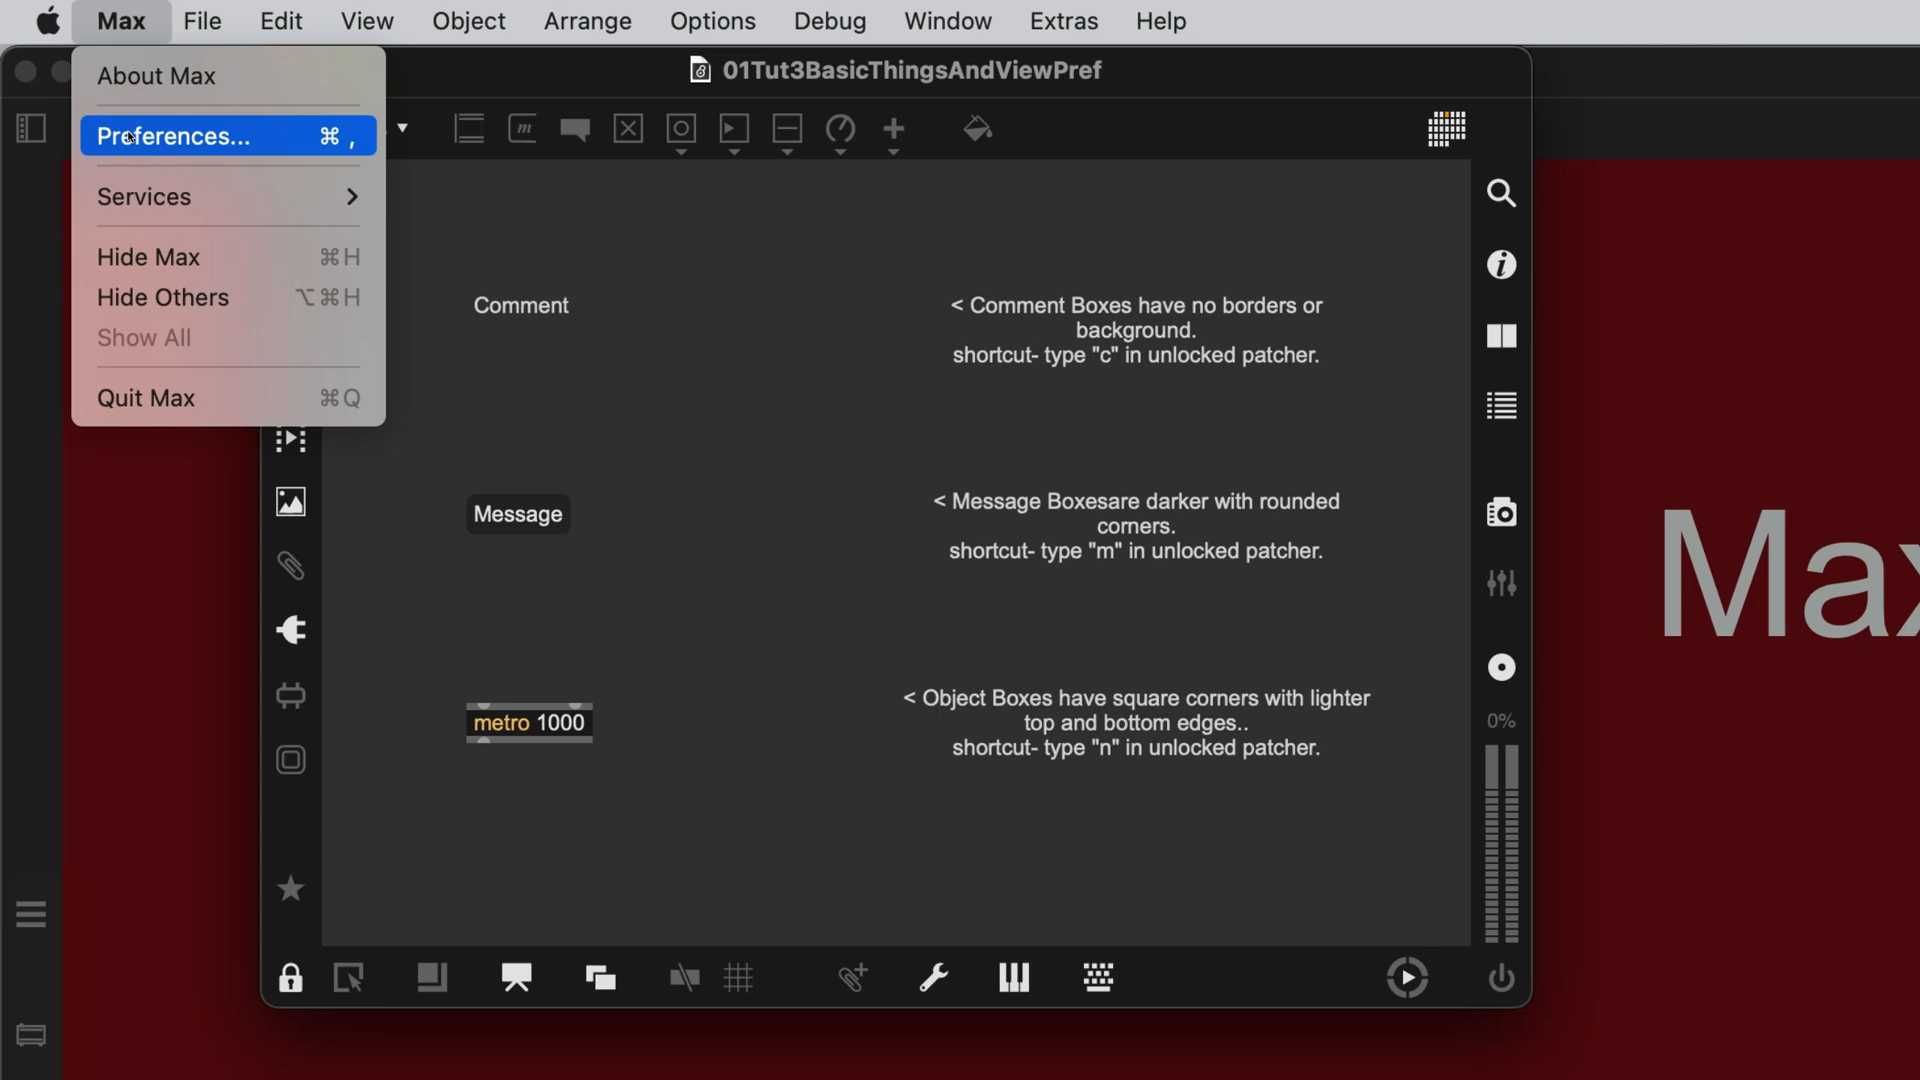 Max File Edit View Object Arrange Options Debug Window Extras Help
01Tut3BasicThingsAndViewPref
About Max
Preferences... ⌘ ,
Services
Hide Max ⌘H
Hide Others ⌥⌘H
Show All
Quit Max ⌘Q
Comment
< Comment Boxes have no borders or
background.
shortcut- type "c" in unlocked patcher.
Message
< Message Boxesare darker with rounded
corners.
shortcut- type "m" in unlocked patcher.
metro 1000
< Object Boxes have square corners with lighter
top and bottom edges..
shortcut- type "n" in unlocked patcher.
0%
Max